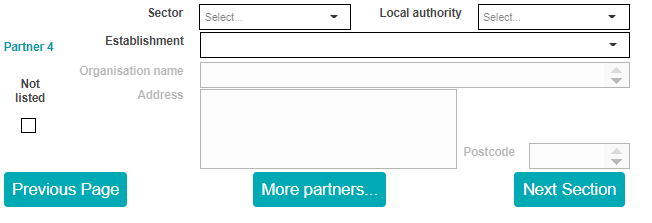 Sector Select... Local authority Select...
Partner 4 Establishment
Organisation name
Not listed
Address
Postcode
Previous Page More partners... Next Section